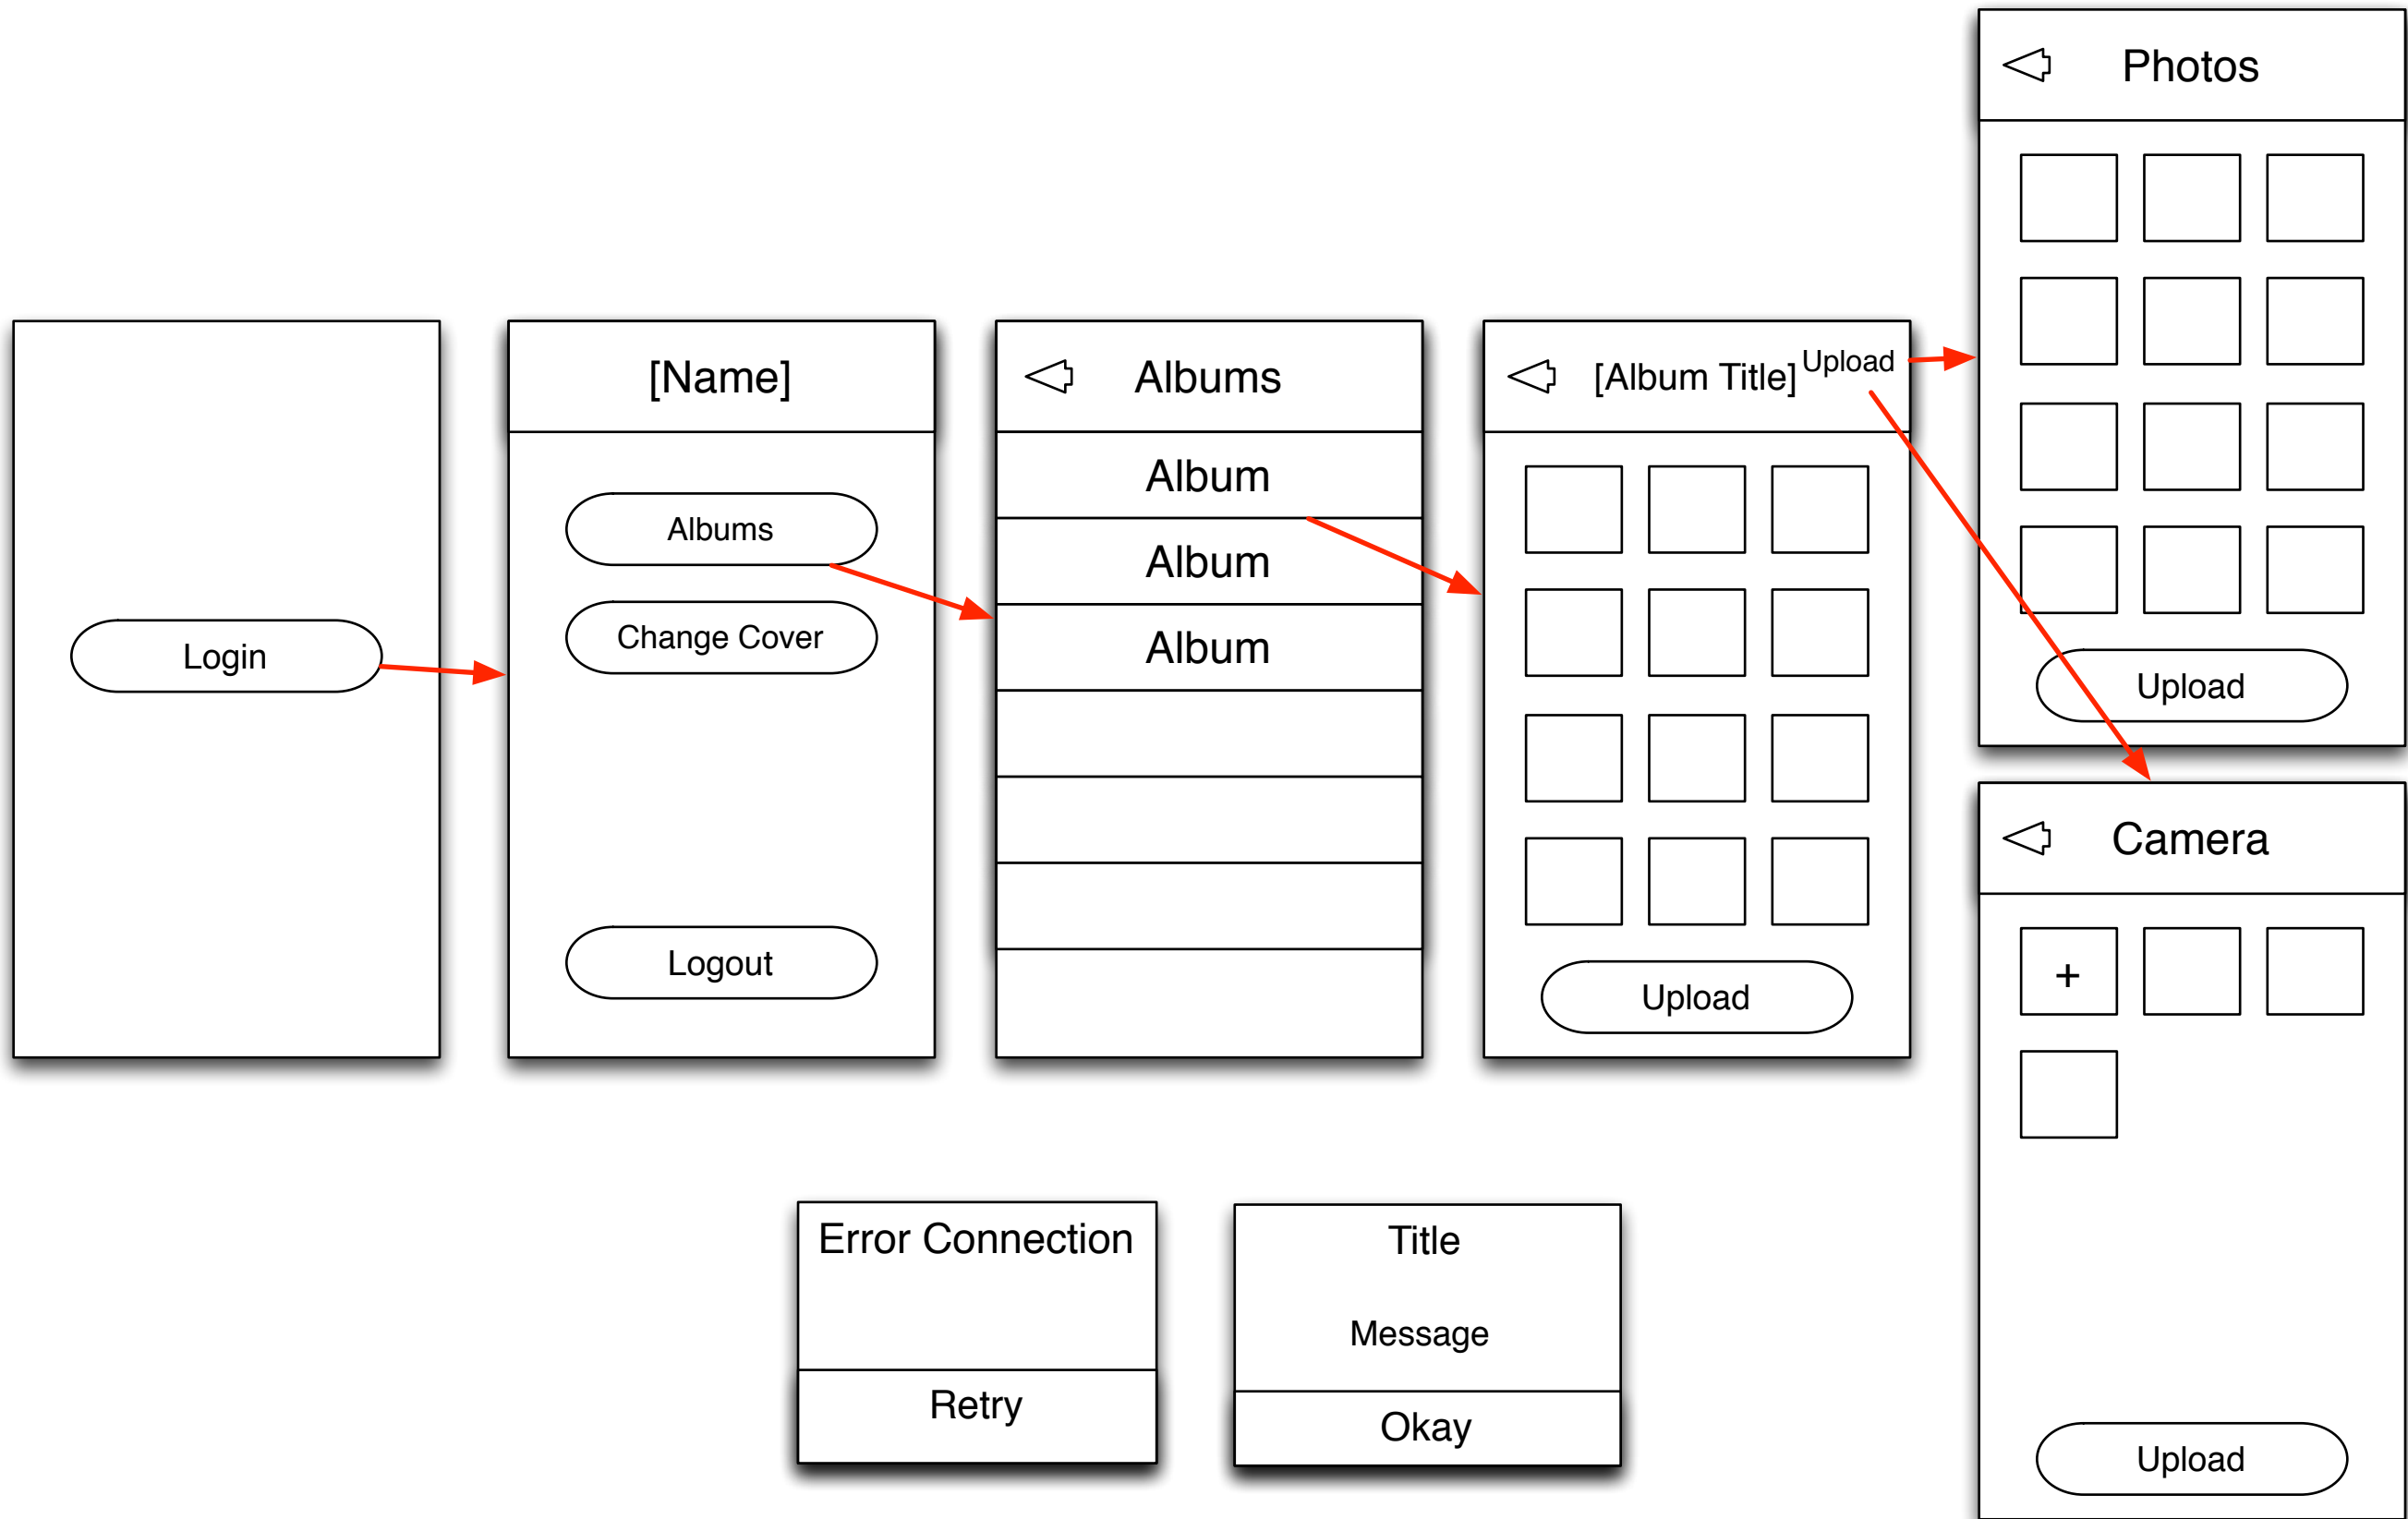 Login
[Name]
Albums
Change Cover
Logout
Albums
Album
Album
Album
[Album Title]
Upload
Upload
Photos
Upload
Camera
+
Upload
Error Connection
Retry
Title
Message
Okay